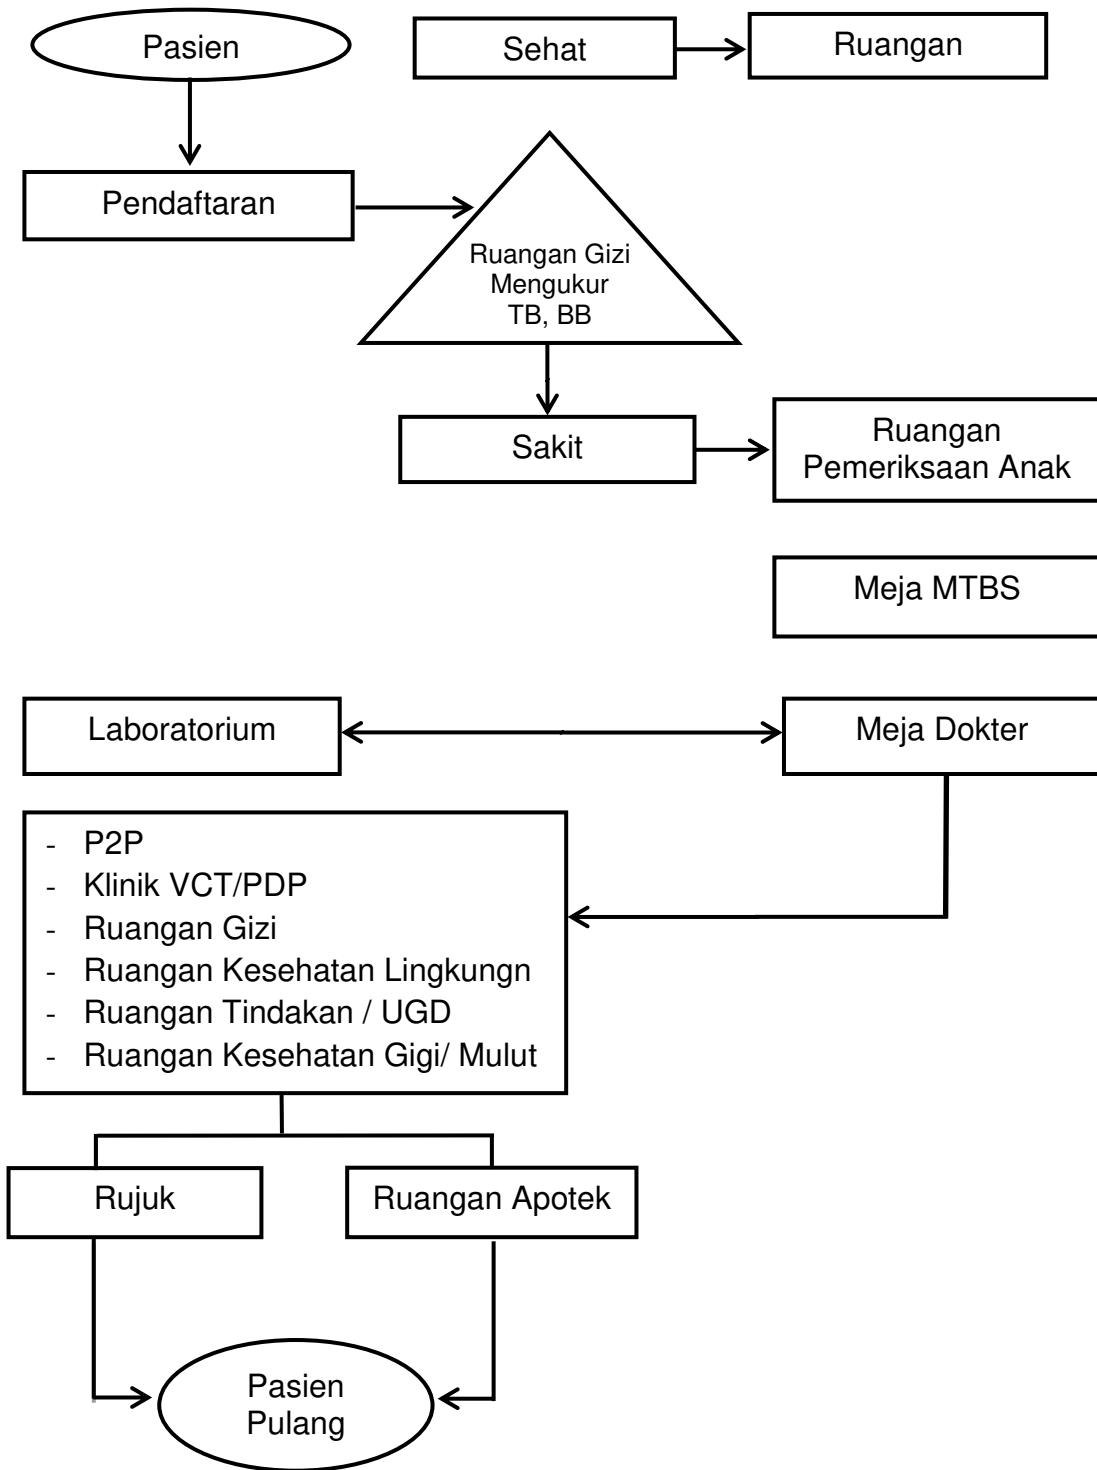 Pasien
Sehat
Ruangan
Pendaftaran
Ruangan Gizi
Mengukur
TB, BB
Sakit
Ruangan
Pemeriksaan Anak
Meja MTBS
Laboratorium
Meja Dokter
- P2P
- Klinik VCT/PDP
- Ruangan Gizi
- Ruangan Kesehatan Lingkungn
- Ruangan Tindakan / UGD
- Ruangan Kesehatan Gigi/ Mulut
Rujuk
Ruangan Apotek
Pasien
Pulang